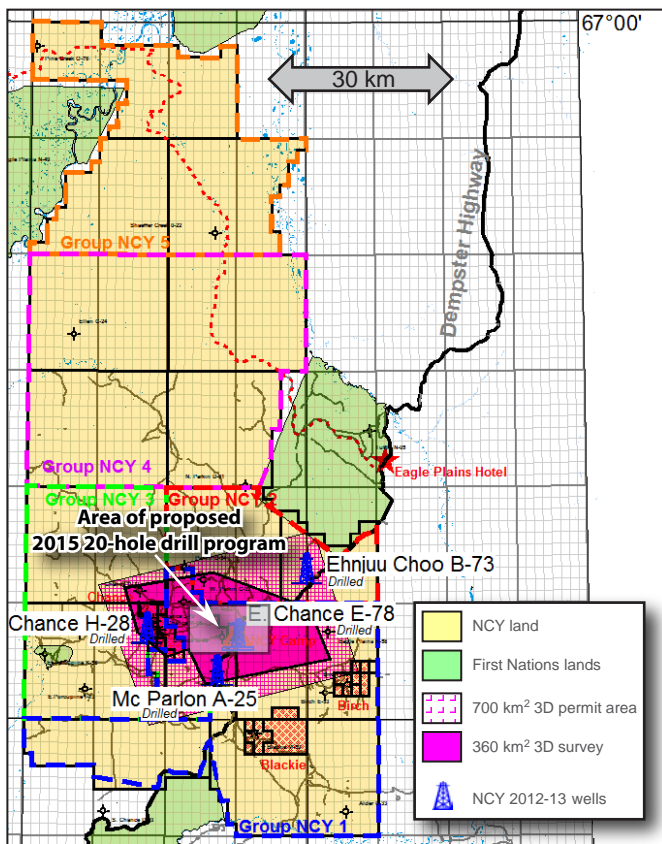 67°00'
30 km
Dempster Highway
Group NCY 5
Group NCY 4
Eagle Plains Hotel
Group NCY 3
Group NCY 2
Area of proposed
2015 20-hole drill program
Ehnjuu Choo B-73
Drilled
E. Chance E-78
Drilled
Chance H-28
Drilled
NCY Camp
Mc Parlon A-25
Drilled
Birch
Blackie
Group NCY 1
NCY land
First Nations lands
700 km² 3D permit area
360 km² 3D survey
NCY 2012-13 wells